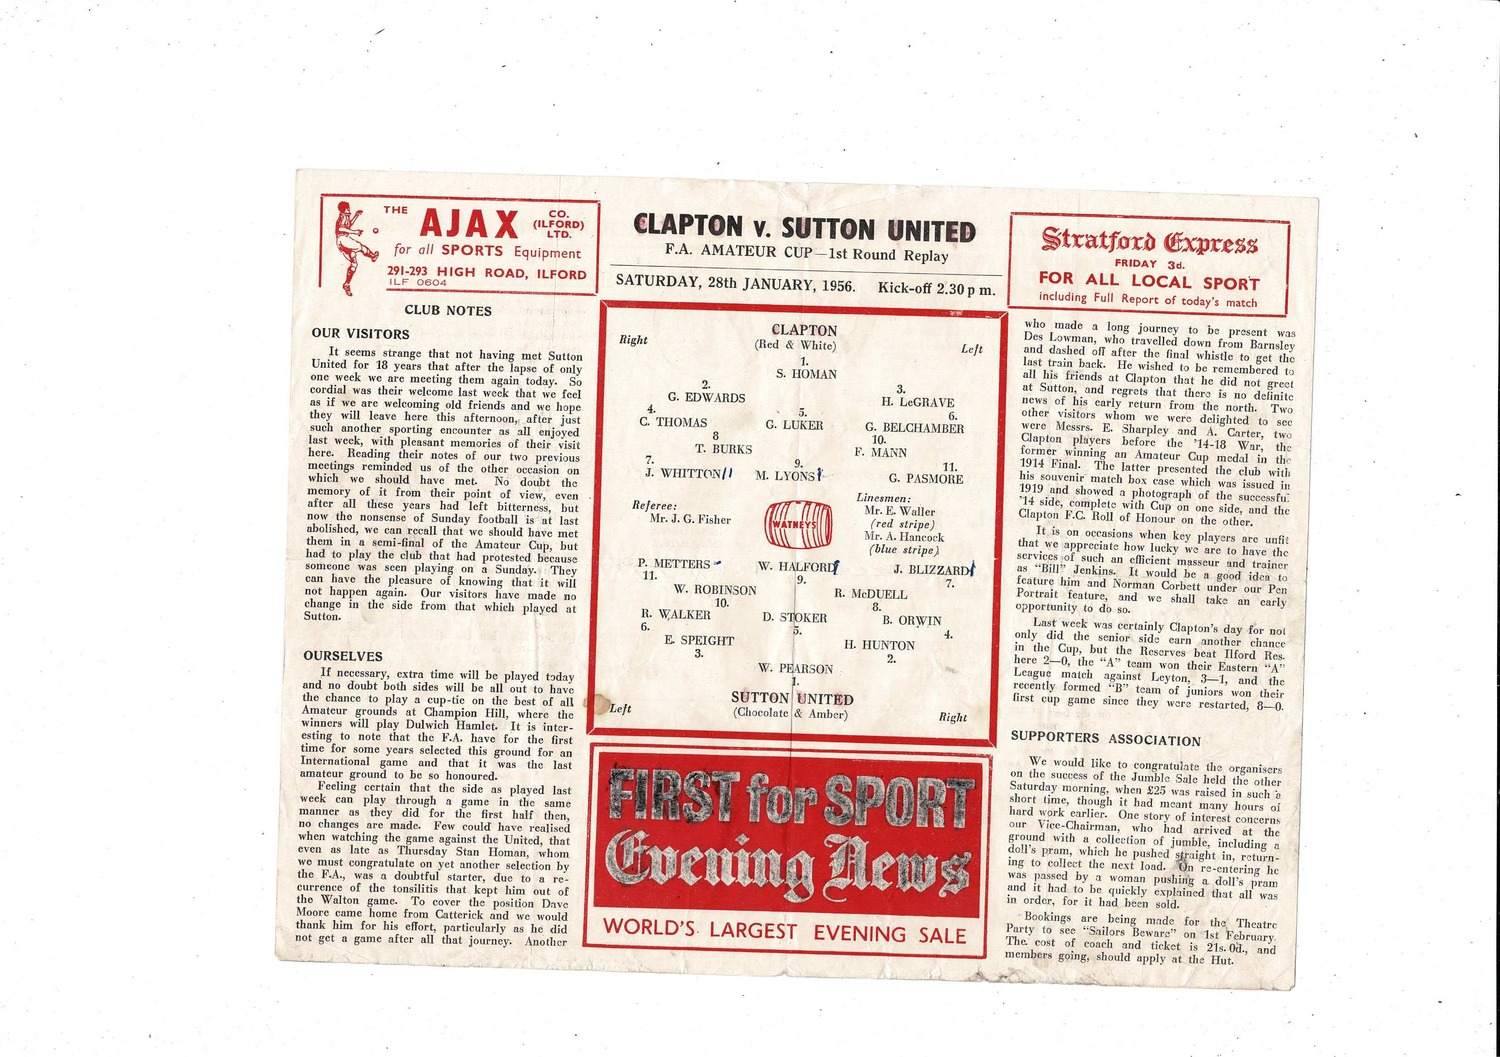 THE AJAX CO. (ILFORD) LTD.
for all SPORTS Equipment
291-293 HIGH ROAD, ILFORD
ILF 0604
CLUB NOTES
OUR VISITORS
It seems strange that not having met Sutton
United for 18 years that after the lapse of only
one week we are meeting them again today. So
cordial was their welcome last week that we feel
as if we are welcoming old friends and we hope
they will leave here this afternoon, after just
such another sporting encounter as all enjoyed
last week, with pleasant memories of their visit
here. Reading their notes of our two previous
meetings reminded us of the other occasion on
which we should have met. No doubt the
memory of it from their point of view, even
after all these years had left bitterness, but
now the nonsense of Sunday football is at last
abolished, we can recall that we should have met
them in a semi-final of the Amateur Cup, but
had to play the club that had protested because
someone was seen playing on a Sunday. They
can have the pleasure of knowing that it will
not happen again. Our visitors have made no
change in the side from that which played at
Sutton.
OURSELVES
If necessary, extra time will be played today
and no doubt both sides will be all out to have
the chance to play a cup-tie on the best of all
Amateur grounds at Champion Hill, where the
winners will play Dulwich Hamlet. It is inter-
esting to note that the F.A. have for the first
time for some years selected this ground for an
International game and that it was the last
amateur ground to be so honoured.
Feeling certain that the side as played last
week can play through a game in the same
manner as they did for the first half then,
no changes are made. Few could have realised
when watching the game against the United, that
even as late as Thursday Stan Homan, whom
we must congratulate on yet another selection by
the F.A., was a doubtful starter, due to a re-
currence of the tonsilitis that kept him out of
the Walton game. To cover the position Dave
Moore came home from Catterick and we would
thank him for his effort, particularly as he did
not get a game after all that journey. Another
CLAPTON v. SUTTON UNITED
F.A. AMATEUR CUP—1st Round Replay
SATURDAY, 28th JANUARY, 1956. Kick-off 2.30 p m.
CLAPTON
(Red & White)
Right
Left
1.
S. HOMAN
2.
G. EDWARDS
3.
H. LeGRAVE
4.
C. THOMAS
5.
G. LUKER
6.
G. BELCHAMBER
8
T. BURKS
10.
F. MANN
7.
J. WHITTON 11
9.
M. LYONS 1
11.
G. PASMORE
Referee:
Mr. J. G. Fisher
WATNEYS
Linesmen:
Mr. E. Waller
(red stripe)
Mr. A. Hancock
(blue stripe)
P. METTERS
11.
W. HALFORD
9.
J. BLIZZARD
7.
W. ROBINSON
10.
R. McDUELL
8.
R. WALKER
6.
D. STOKER
5.
B. ORWIN
4.
E. SPEIGHT
3.
H. HUNTON
2.
W. PEARSON
1.
SUTTON UNITED
(Chocolate & Amber)
Left
Right
FIRST for SPORT
Evening News
WORLD'S LARGEST EVENING SALE
Stratford Express
FRIDAY 3d.
FOR ALL LOCAL SPORT
including Full Report of today's match
who made a long journey to be present was
Des Lowman, who travelled down from Barnsley
and dashed off after the final whistle to get the
last train back. He wished to be remembered to
all his friends at Clapton that he did not greet
at Sutton, and regrets that there is no definite
news of his early return from the north. Two
other visitors whom we were delighted to see
were Messrs. E. Sharpley and A. Carter, two
Clapton players before the '14-18 War, the
former winning an Amateur Cup medal in the
1914 Final. The latter presented the club with
his souvenir match box case which was issued in
1919 and showed a photograph of the successful
'14 side, complete with Cup on one side, and the
Clapton F.C. Roll of Honour on the other.
It is on occasions when key players are unfit
that we appreciate how lucky we are to have the
services of such an efficient masseur and trainer
as "Bill" Jenkins. It would be a good idea to
feature him and Norman Corbett under our Pen
Portrait feature, and we shall take an early
opportunity to do so.
Last week was certainly Clapton's day for not
only did the senior side earn another chance
in the Cup, but the Reserves beat Ilford Res.
here 2—0, the "A" team won their Eastern "A"
League match against Leyton, 3—1, and the
recently formed "B" team of juniors won their
first cup game since they were restarted, 8—0.
SUPPORTERS ASSOCIATION
We would like to congratulate the organisers
on the success of the Jumble Sale held the other
Saturday morning, when £25 was raised in such a
short time, though it had meant many hours of
hard work earlier. One story of interest concerns
our Vice-Chairman, who had arrived at the
ground with a collection of jumble, including a
doll's pram, which he pushed straight in, return-
ing to collect the next load. On re-entering he
was passed by a woman pushing a doll's pram
and it had to be quickly explained that all was
in order, for it had been sold.
Bookings are being made for the Theatre
Party to see "Sailors Beware" on 1st February.
The cost of coach and ticket is 21s. 0d., and
members going, should apply at the Hut.